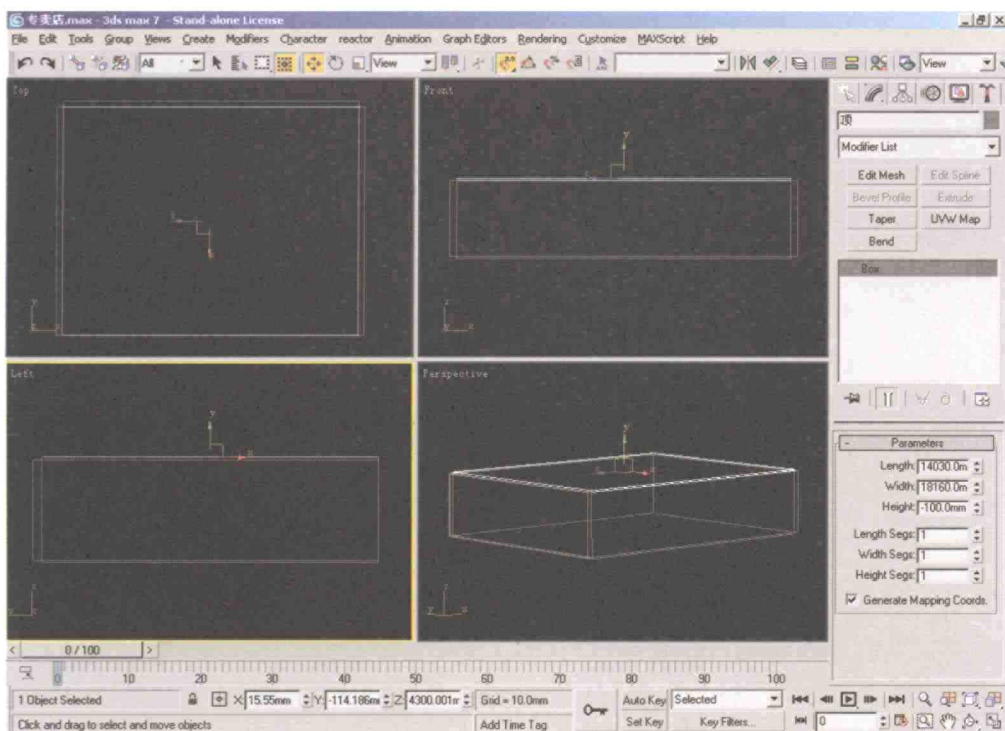 专卖店.max - 3ds max 7 - Stand-alone License
File Edit Tools Group Views Create Modifiers Character reactor Animation Graph Editors Rendering Customize MAXScript Help
All View View
Top
Front
顶
Modifier List
Edit Mesh Edit Spline
Bevel Profile Extrude
Taper UVW Map
Bend
Box
y
x
y
z x
z
x
Left
Perspective
y
x
y
z
x
z
y x
- Parameters
Length: 14030.0m
Width: 18160.0m
Height: -100.0mm
Length Segs: 1
Width Segs: 1
Height Segs: 1
Generate Mapping Coords.
< 0 / 100 >
0 10 20 30 40 50 60 70 80 90 100
1 Object Selected X: 15.55mm Y: -114.186m Z: 4300.001m Grid = 10.0mm Auto Key Selected
Click and drag to select and move objects Add Time Tag Set Key Key Filters... 0